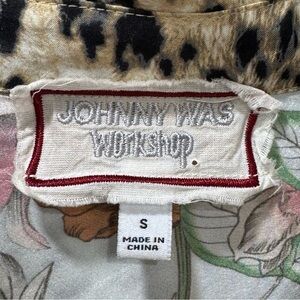 JOHNNY WAS
WORKSHOP.
S
MADE IN
CHINA